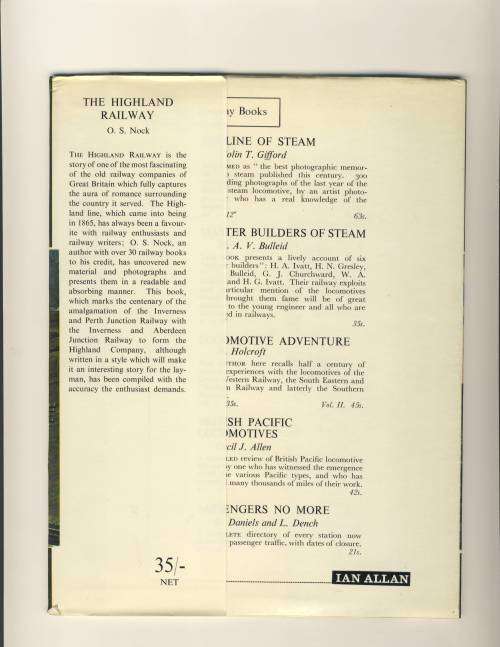 THE HIGHLAND
RAILWAY
O. S. Nock
THE HIGHLAND RAILWAY is the
story of one of the most fascinating
of the old railway companies of
Great Britain which fully captures
the aura of romance surrounding
the country it served. The High-
land line, which came into being
in 1865, has always been a favour-
ite with railway enthusiasts and
railway writers; O. S. Nock, an
author with over 30 railway books
to his credit, has uncovered new
material and photographs and
presents them in a readable and
absorbing manner. This book,
which marks the centenary of the
amalgamation of the Inverness
and Perth Junction Railway with
the Inverness and Aberdeen
Junction Railway to form the
Highland Company, although
written in a style which will make
it an interesting story for the lay-
man, has been compiled with the
accuracy the enthusiast demands.
35/-
NET
ay Books
LINE OF STEAM
olin T. Gifford
MED as " the best photographic memor-
steam published this century. 300
ding photographs of the last year of the
steam locomotive, by an artist photo-
who has a real knowledge of the
12" 63s.
TER BUILDERS OF STEAM
. A. V. Bulleid
OOK presents a lively account of six
builders": H. A. Ivatt, H. N. Gresley,
Bulleid, G. J. Churchward, W. A.
and H. G. Ivatt. Their railway exploits
articular mention of the locomotives
brought them fame will be of great
to the young engineer and all who are
ed in railways.
35s.
OMOTIVE ADVENTURE
Holcroft
THOR here recalls half a century of
experiences with the locomotives of the
Western Railway, the South Eastern and
n Railway and latterly the Southern
35s. Vol. II. 45s.
ISH PACIFIC
OMOTIVES
cil J. Allen
LED review of British Pacific locomotive
by one who has witnessed the emergence
e various Pacific types, and who has
many thousands of miles of their work.
42s.
ENGERS NO MORE
Daniels and L. Dench
PLETE directory of every station now
passenger traffic, with dates of closure.
21s.
IAN ALLAN